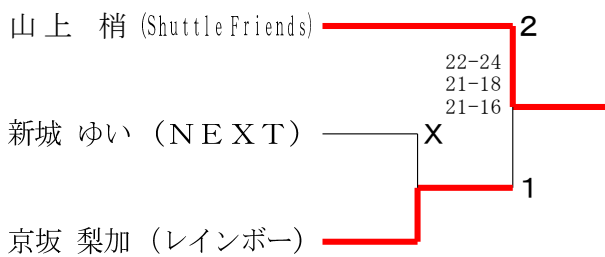 山上 梢 (Shuttle Friends)
2
22-24
21-18
21-16
新城 ゆい (NEXT)
X
1
京坂 梨加 (レインボー)